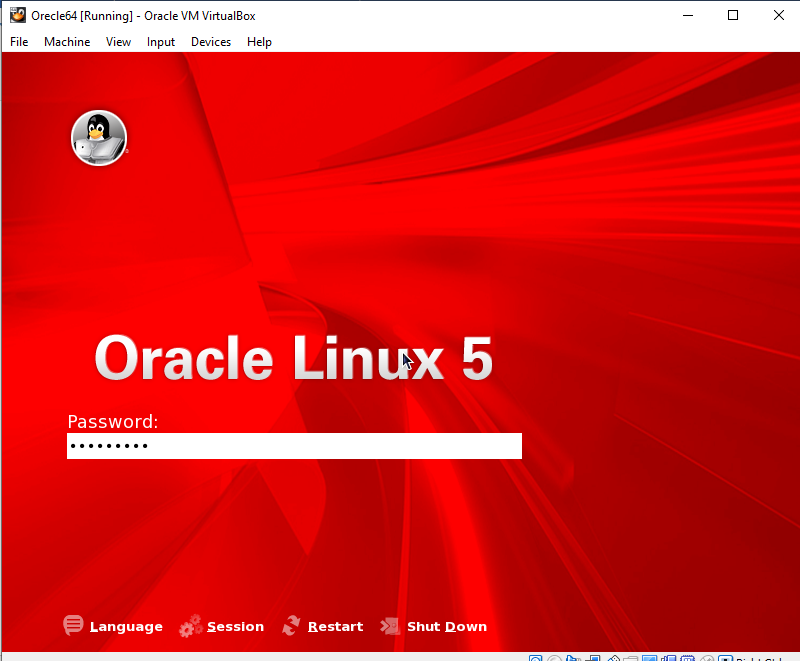 Orecle64 [Running] - Oracle VM VirtualBox
File Machine View Input Devices Help
Oracle Linux 5
Password:
•••••••••
Language Session Restart Shut Down